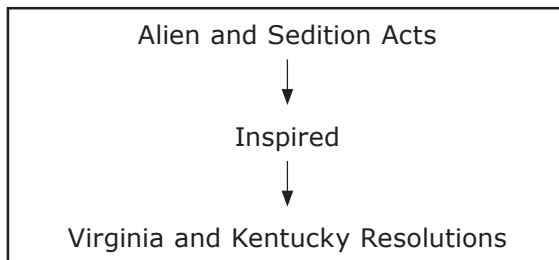 Alien and Sedition Acts
Inspired
Virginia and Kentucky Resolutions